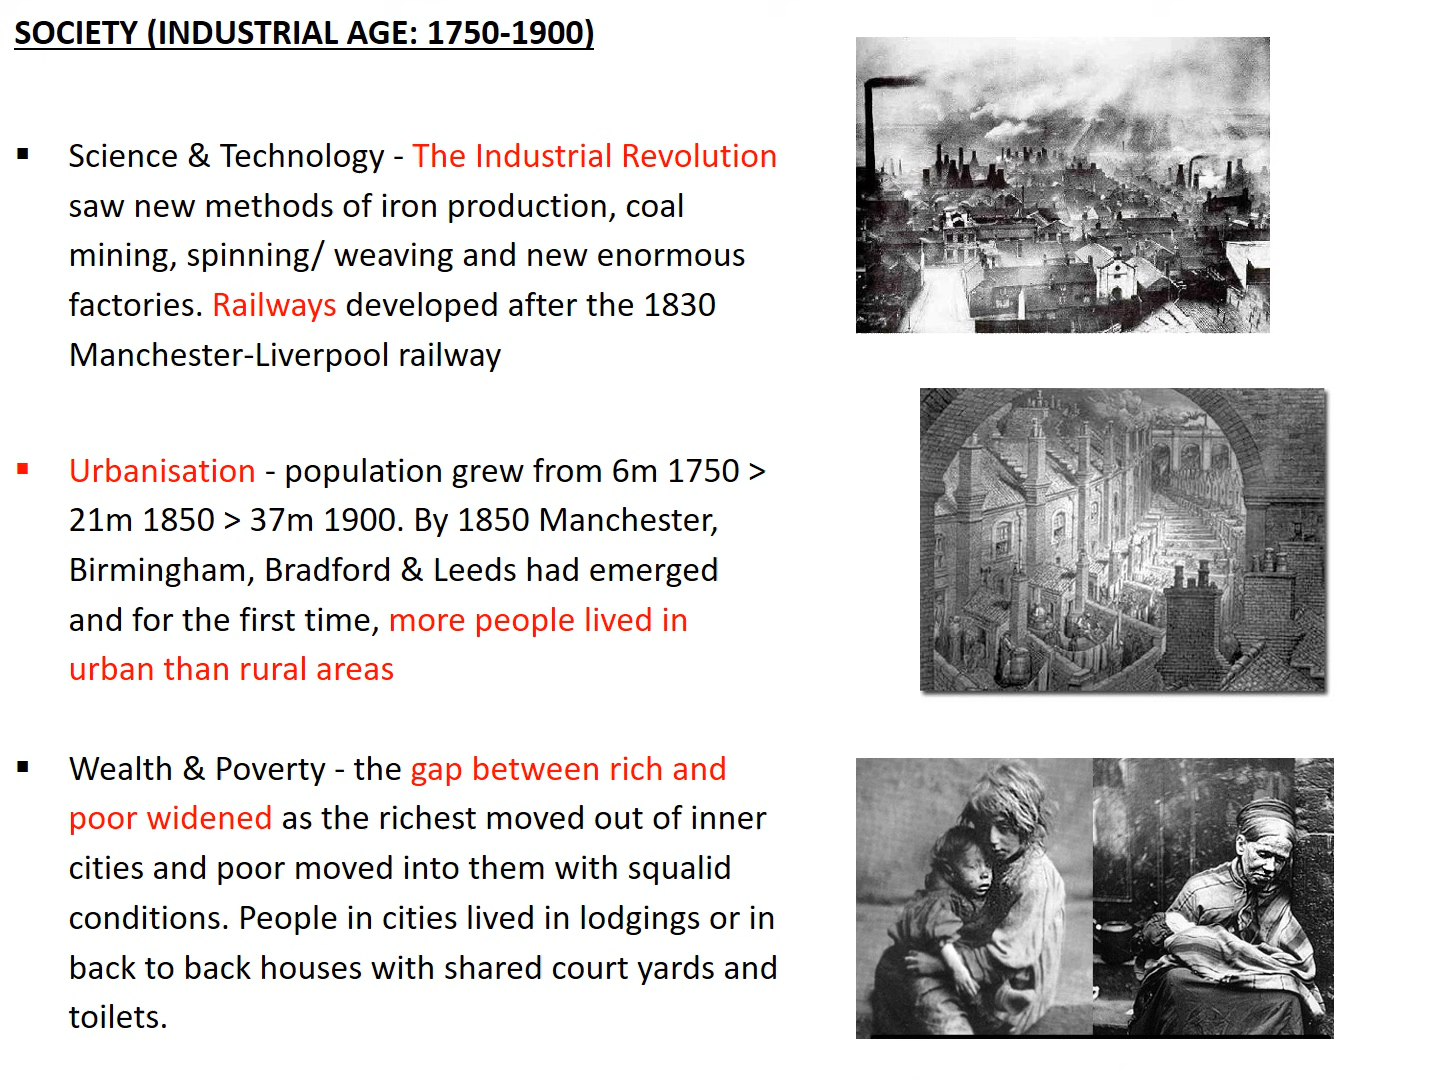 SOCIETY (INDUSTRIAL AGE: 1750-1900)
▪ Science & Technology - The Industrial Revolution
saw new methods of iron production, coal
mining, spinning/ weaving and new enormous
factories. Railways developed after the 1830
Manchester-Liverpool railway
▪ Urbanisation - population grew from 6m 1750 >
21m 1850 > 37m 1900. By 1850 Manchester,
Birmingham, Bradford & Leeds had emerged
and for the first time, more people lived in
urban than rural areas
▪ Wealth & Poverty - the gap between rich and
poor widened as the richest moved out of inner
cities and poor moved into them with squalid
conditions. People in cities lived in lodgings or in
back to back houses with shared court yards and
toilets.